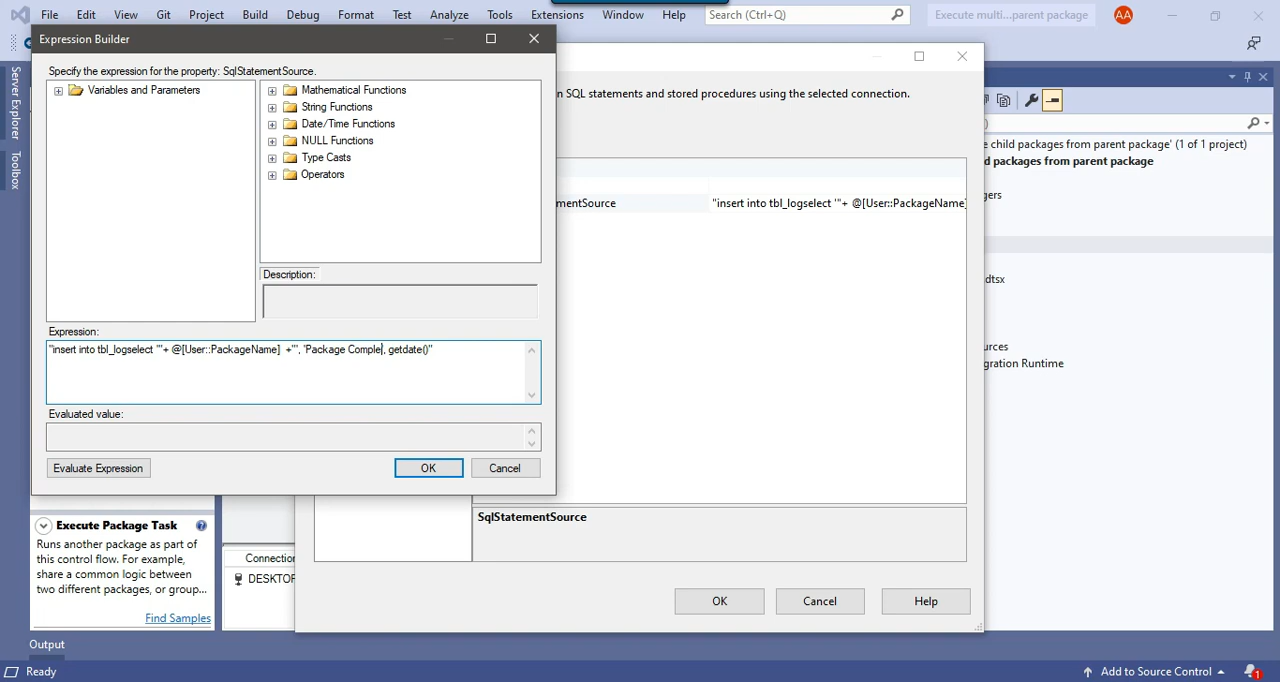 File Edit View Git Project Build Debug Format Test Analyze Tools Extensions Window Help Search (Ctrl+Q) Execute multi...parent package AA
Expression Builder
Specify the expression for the property: SqlStatementSource.
Variables and Parameters
Mathematical Functions
String Functions
Date/Time Functions
NULL Functions
Type Casts
Operators
Description:
Expression:
"insert into tbl_logselect '"+ @[User::PackageName] +"', 'Package Comple, getdate()"
Evaluated value:
Evaluate Expression OK Cancel
Server Explorer
Toolbox
n SQL statements and stored procedures using the selected connection.
mentSource "insert into tbl_logselect '"+ @[User::PackageName]
SqlStatementSource
OK Cancel Help
e child packages from parent package' (1 of 1 project)
d packages from parent package
gers
dtsx
urces
gration Runtime
Execute Package Task
Runs another package as part
of this control flow. For example,
share a common logic between
two different packages, or group...
Find Samples
Connection
DESKTOP
Output
Ready Add to Source Control 1